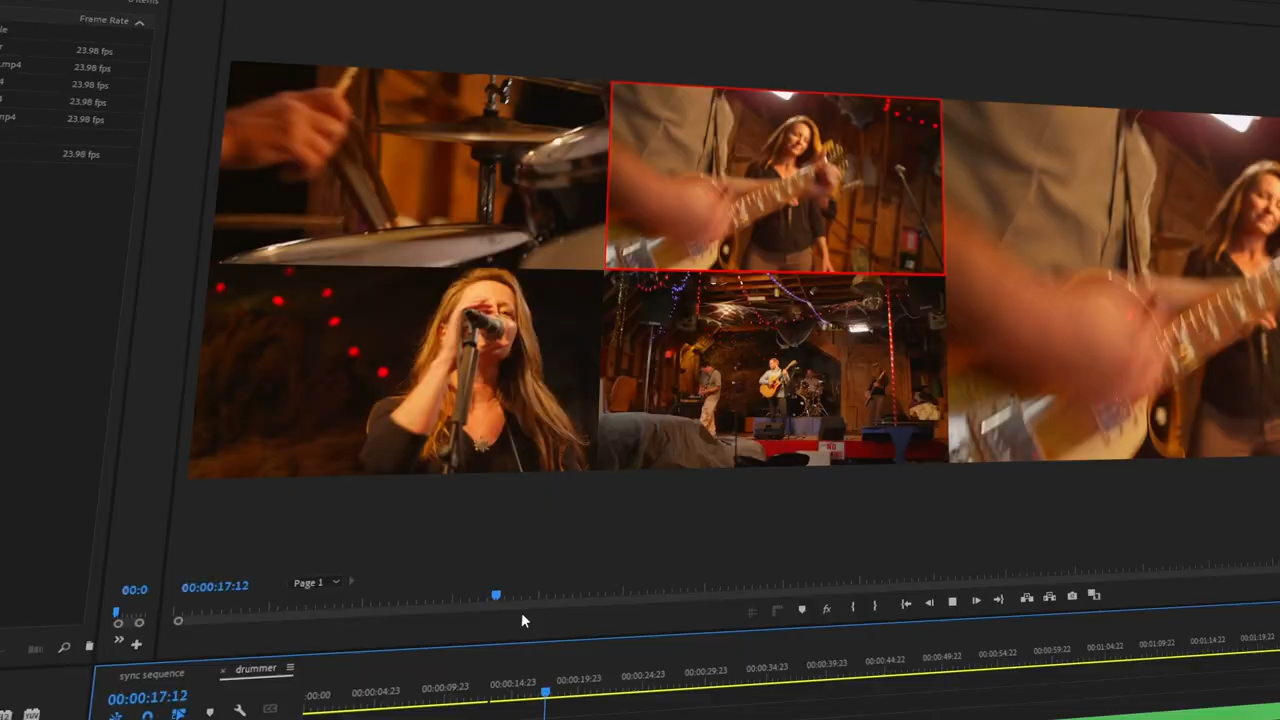 Frame Rate
23.98 fps
.mp4 23.98 fps
23.98 fps
23.98 fps
23.98 fps
23.98 fps
NO
00:0
00:00:17:12
Page 1
fx
sync sequence
× drummer
00:00:17:12
:00:00
00:00:04:23
00:00:09:23
00:00:14:23
00:00:19:23
00:00:24:23
00:00:29:23
00:00:34:23
00:00:39:23
00:00:44:22
00:00:49:22
00:00:54:22
00:00:59:22
00:01:04:22
00:01:09:22
00:01:14:22
00:01:19:22